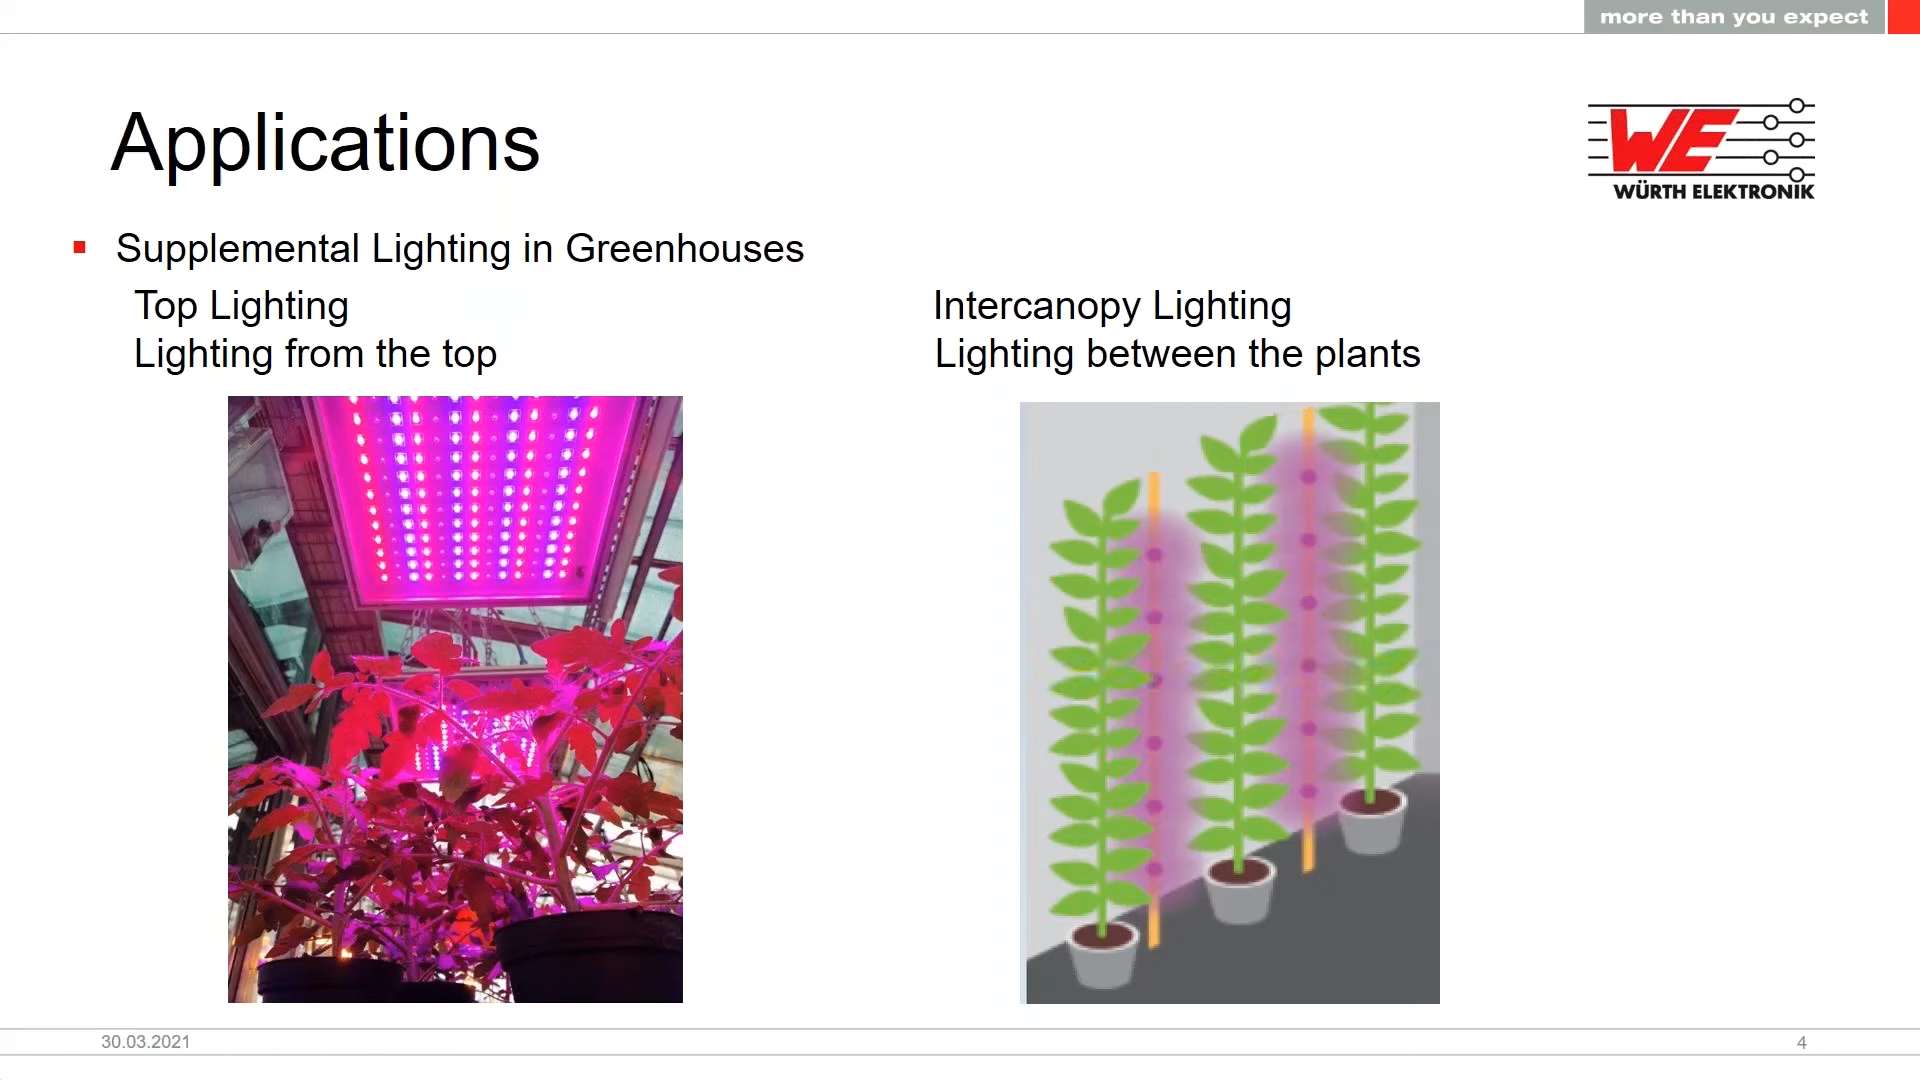 more than you expect
Applications
WE
WÜRTH ELEKTRONIK
Supplemental Lighting in Greenhouses
Top Lighting
Lighting from the top
Intercanopy Lighting
Lighting between the plants
30.03.2021
4